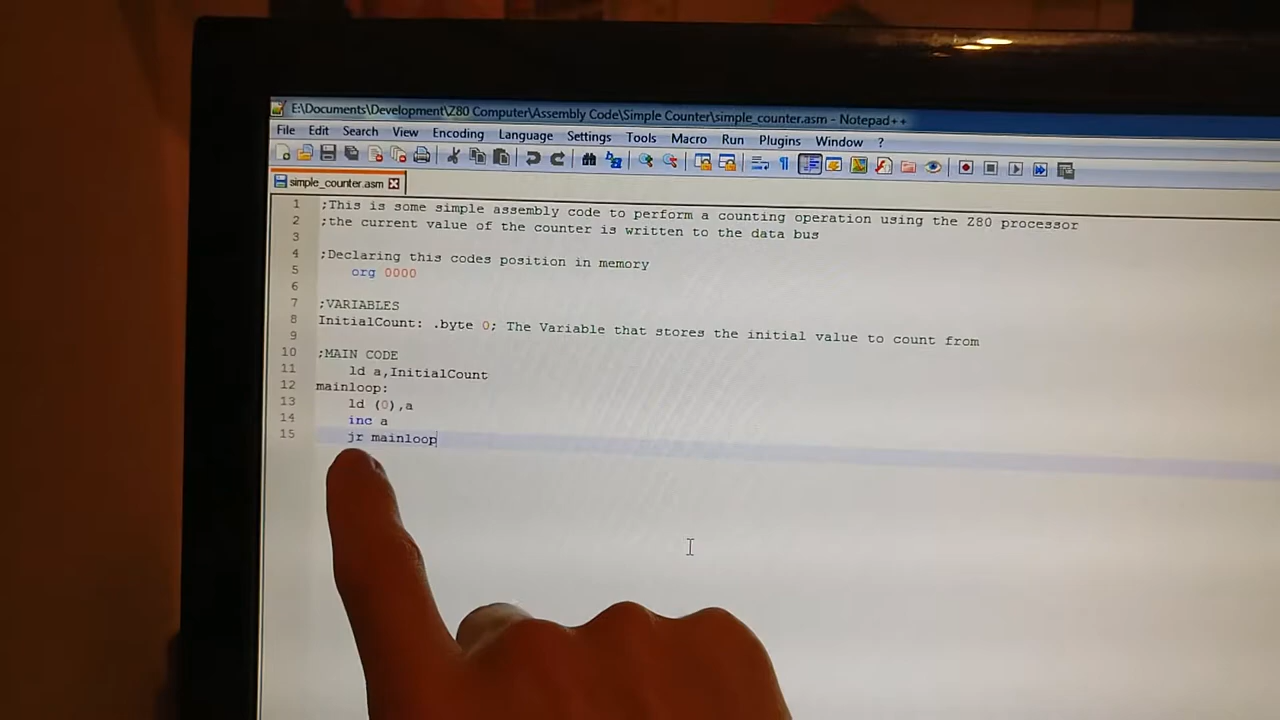 E:\Documents\Development\Z80 Computer\Assembly Code\Simple Counter\simple_counter.asm - Notepad++
File Edit Search View Encoding Language Settings Tools Macro Run Plugins Window ?
simple_counter.asm
1 ;This is some simple assembly code to perform a counting operation using the Z80 processor
2 ;the current value of the counter is written to the data bus
3
4 ;Declaring this codes position in memory
5 org 0000
6
7 ;VARIABLES
8 InitialCount: .byte 0; The Variable that stores the initial value to count from
9
10 ;MAIN CODE
11 ld a,InitialCount
12 mainloop:
13 ld (0),a
14 inc a
15 jr mainloop